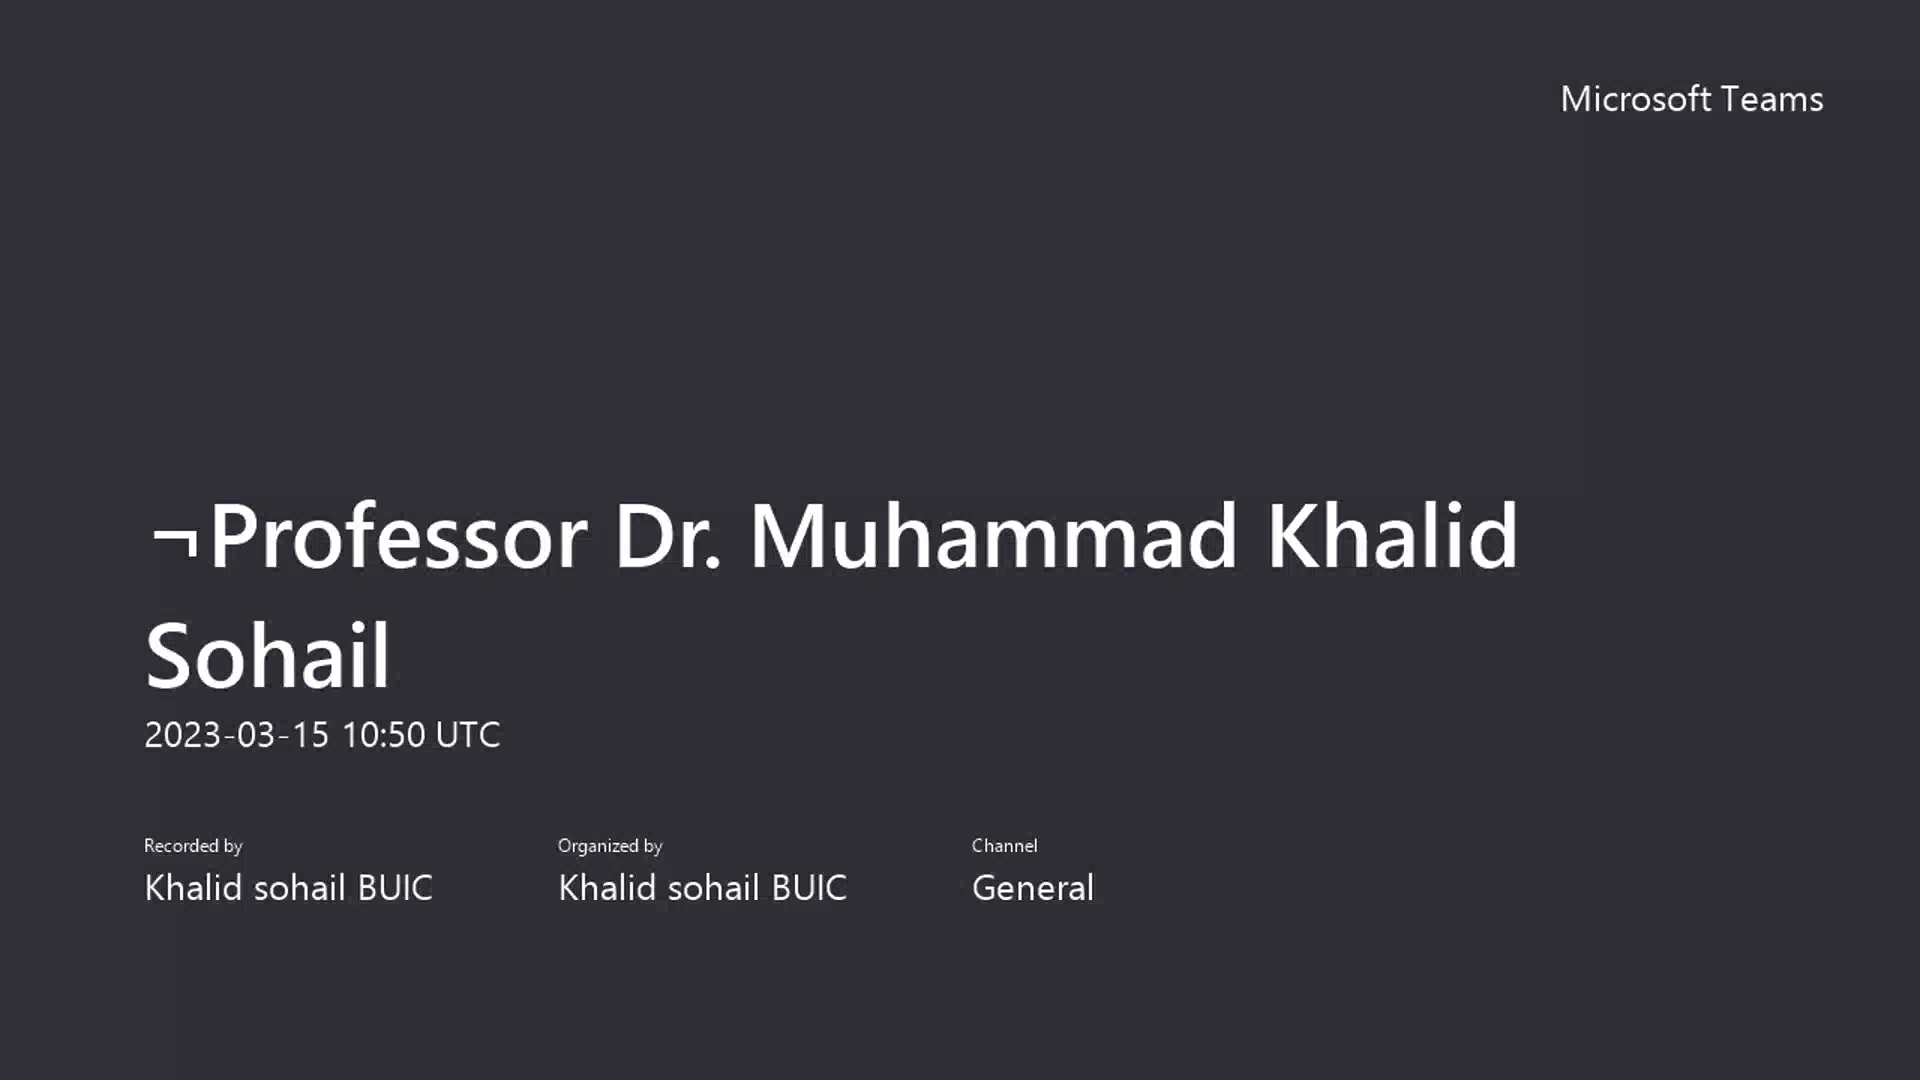 Microsoft Teams
¬Professor Dr. Muhammad Khalid
Sohail
2023-03-15 10:50 UTC
Recorded by
Khalid sohail BUIC
Organized by
Khalid sohail BUIC
Channel
General